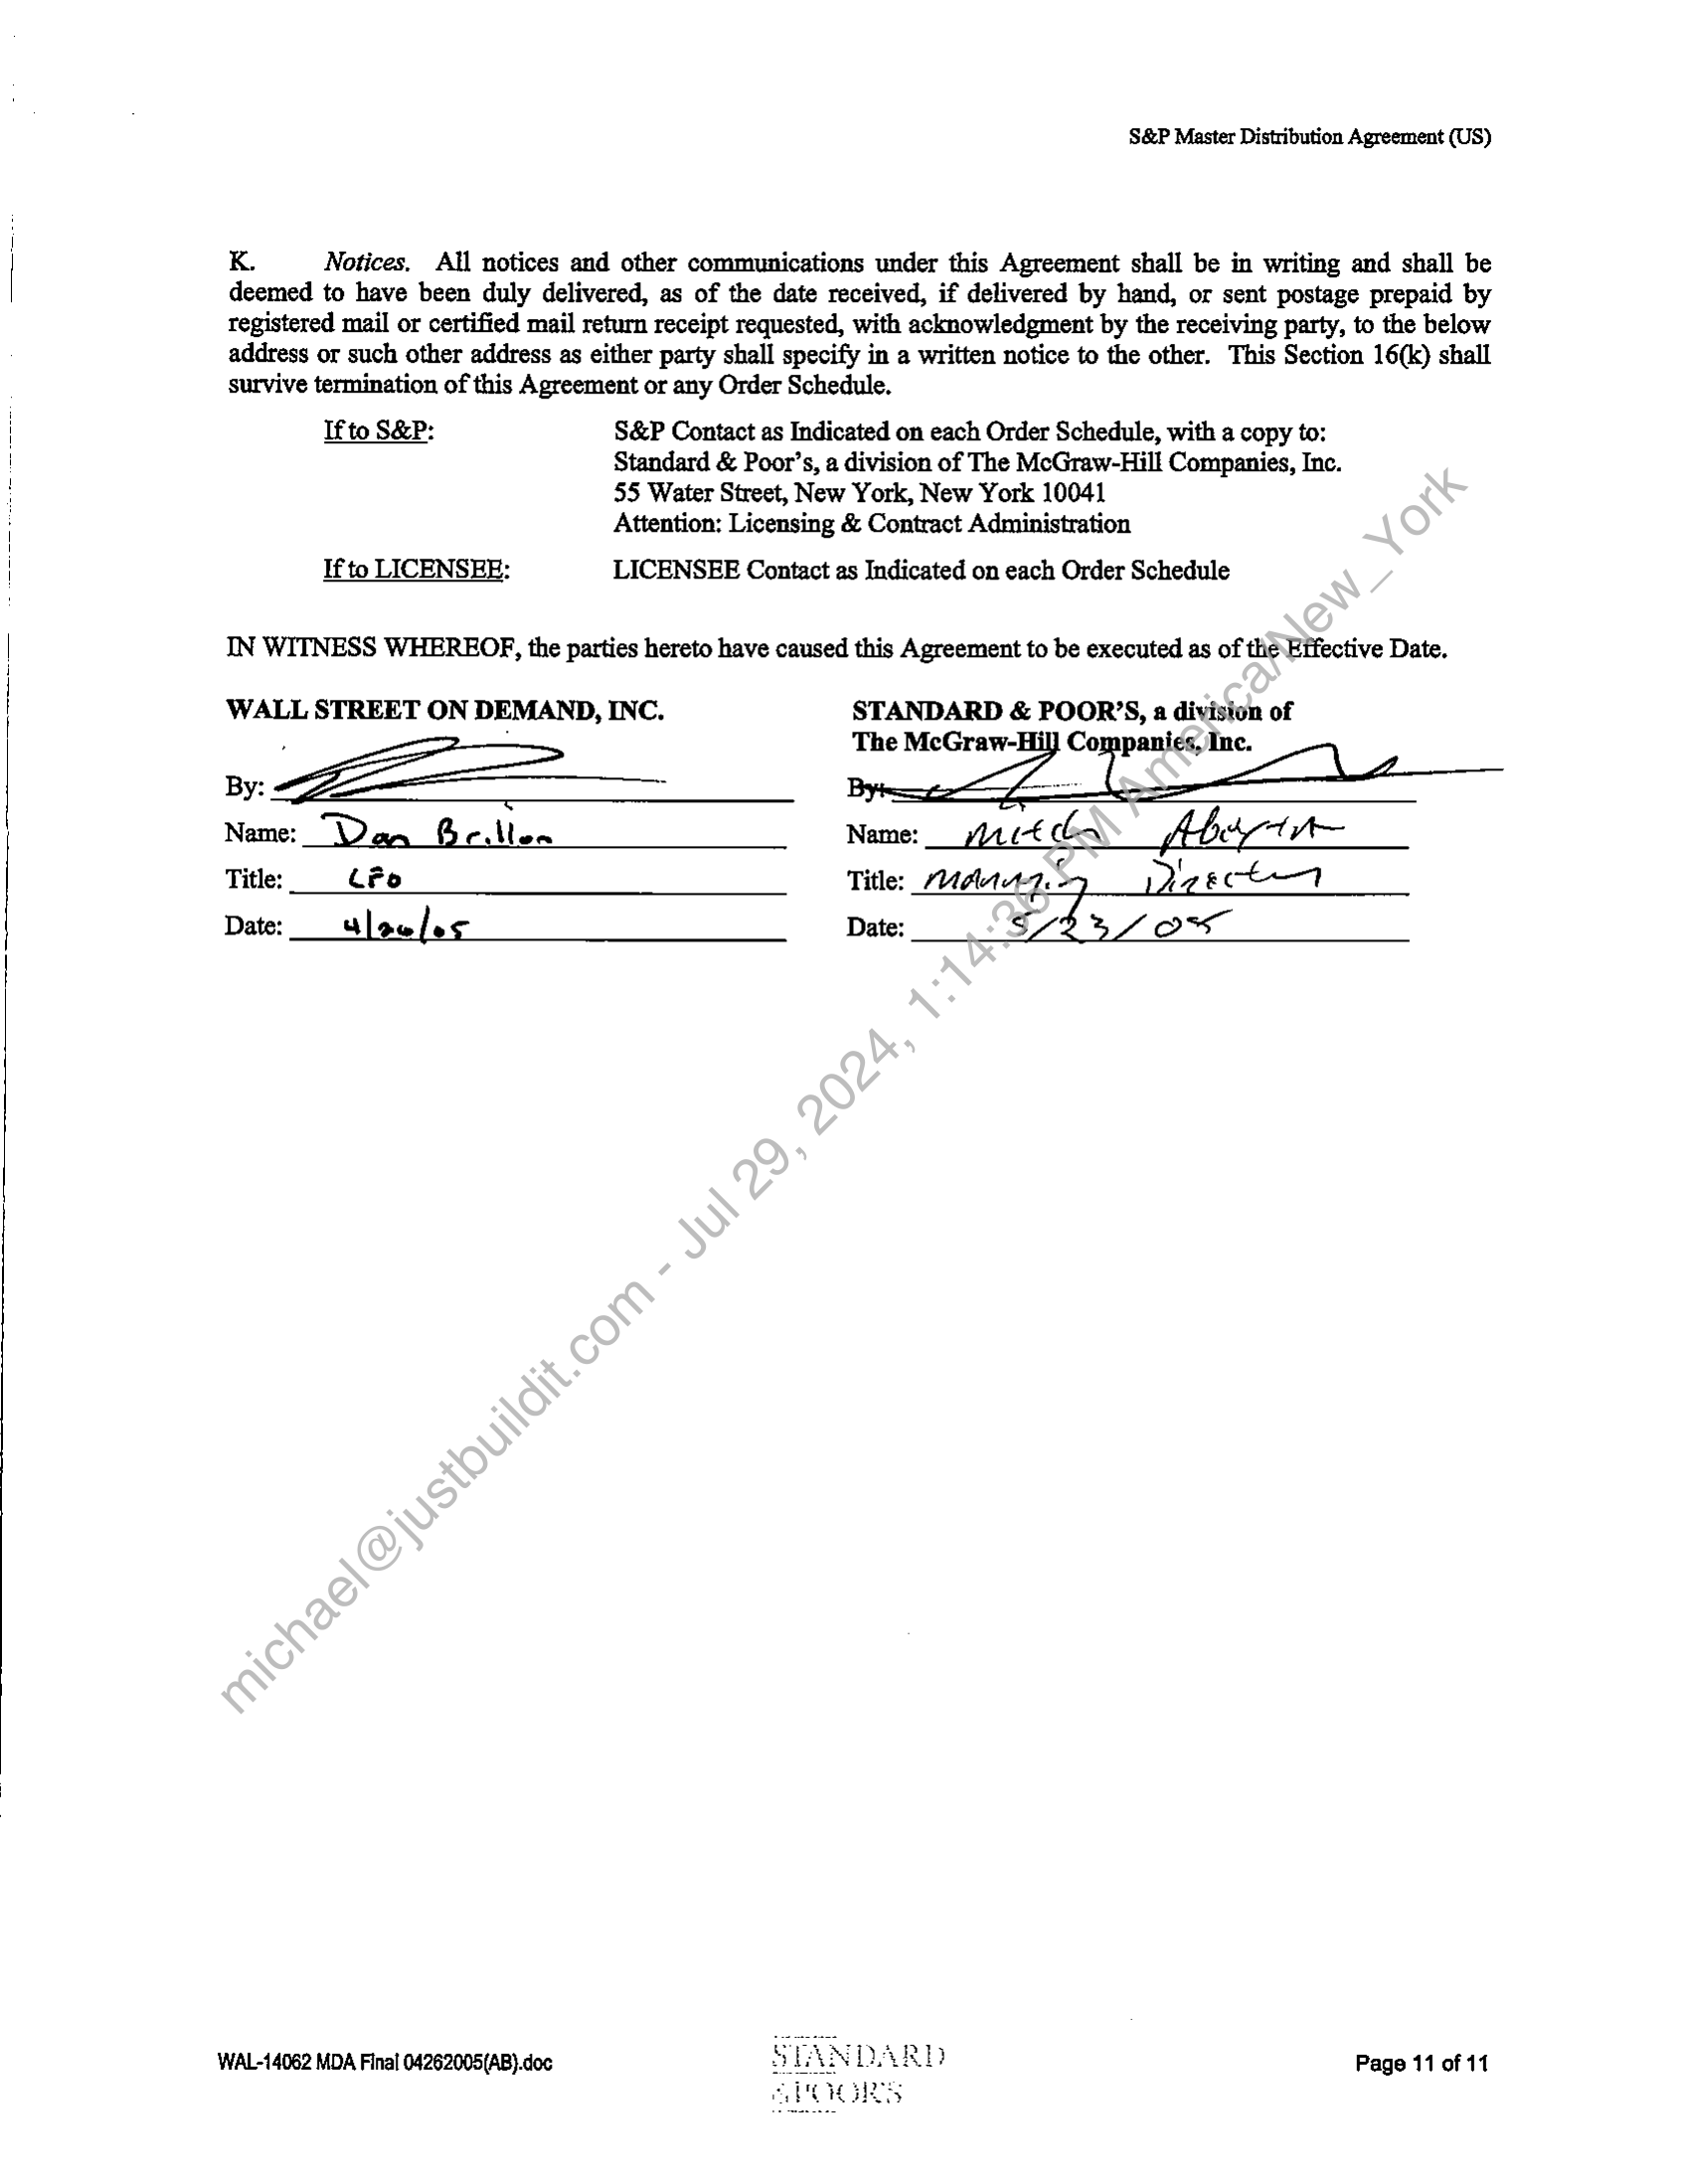 S&P Master Distribution Agreement (US)
K. Notices. All notices and other communications under this Agreement shall be in writing and shall be
deemed to have been duly delivered, as of the date received, if delivered by hand, or sent postage prepaid by
registered mail or certified mail return receipt requested, with acknowledgment by the receiving party, to the below
address or such other address as either party shall specify in a written notice to the other. This Section 16(k) shall
survive termination of this Agreement or any Order Schedule.
If to S&P: S&P Contact as Indicated on each Order Schedule, with a copy to:
Standard & Poor's, a division of The McGraw-Hill Companies, Inc.
55 Water Street, New York, New York 10041
Attention: Licensing & Contract Administration
If to LICENSEE: LICENSEE Contact as Indicated on each Order Schedule
IN WITNESS WHEREOF, the parties hereto have caused this Agreement to be executed as of the Effective Date.
WALL STREET ON DEMAND, INC.
By:
Name: Dan Brillon
Title: CFO
Date: 4/26/05
STANDARD & POOR'S, a division of
The McGraw-Hill Companies, Inc.
By:
Name: Mitch
Title: Managing Director
Date: 5/23/05
michael@justbuildit.com - Jul 29, 2024, 1:14:36 PM America/New_York
WAL-14062 MDA Final 04262005(AB).doc
STANDARD
&POOR'S
Page 11 of 11